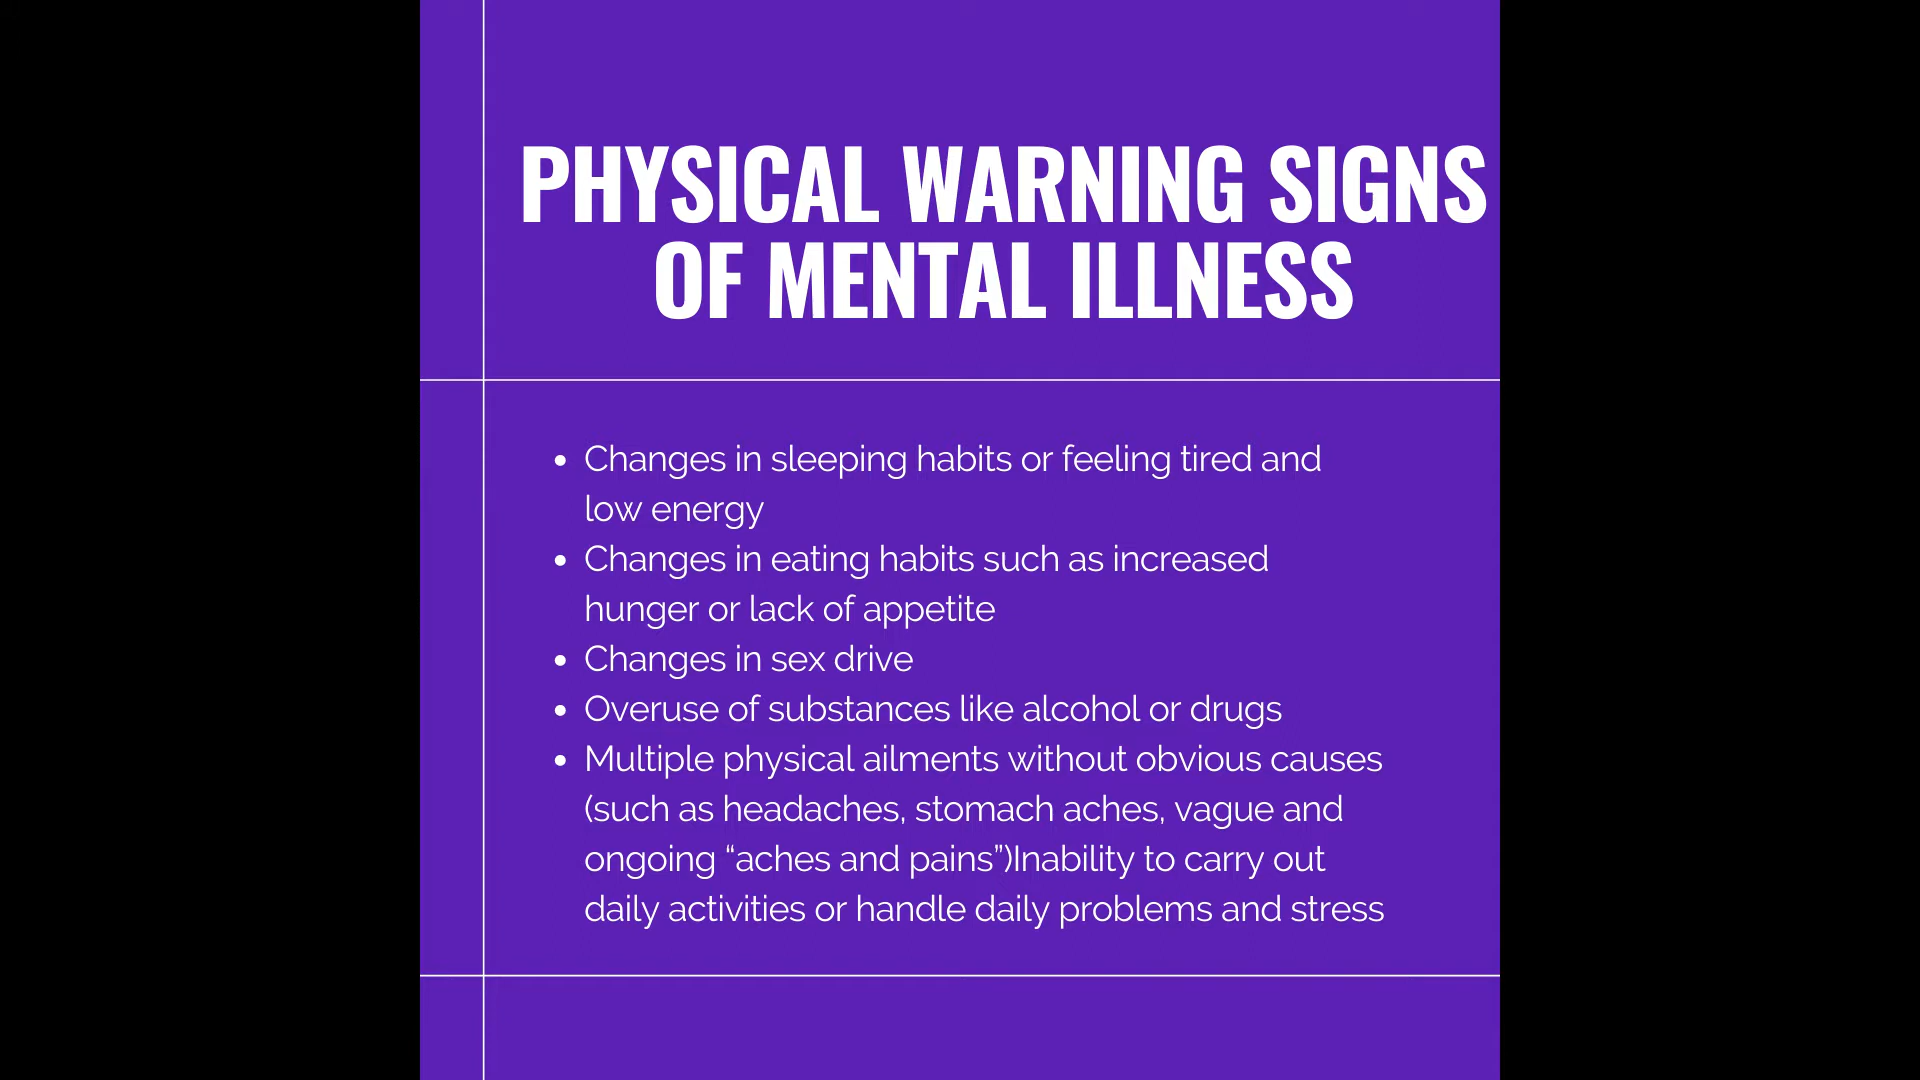 PHYSICAL WARNING SIGNS
OF MENTAL ILLNESS
• Changes in sleeping habits or feeling tired and
low energy
• Changes in eating habits such as increased
hunger or lack of appetite
• Changes in sex drive
• Overuse of substances like alcohol or drugs
• Multiple physical ailments without obvious causes
(such as headaches, stomach aches, vague and
ongoing “aches and pains”)Inability to carry out
daily activities or handle daily problems and stress